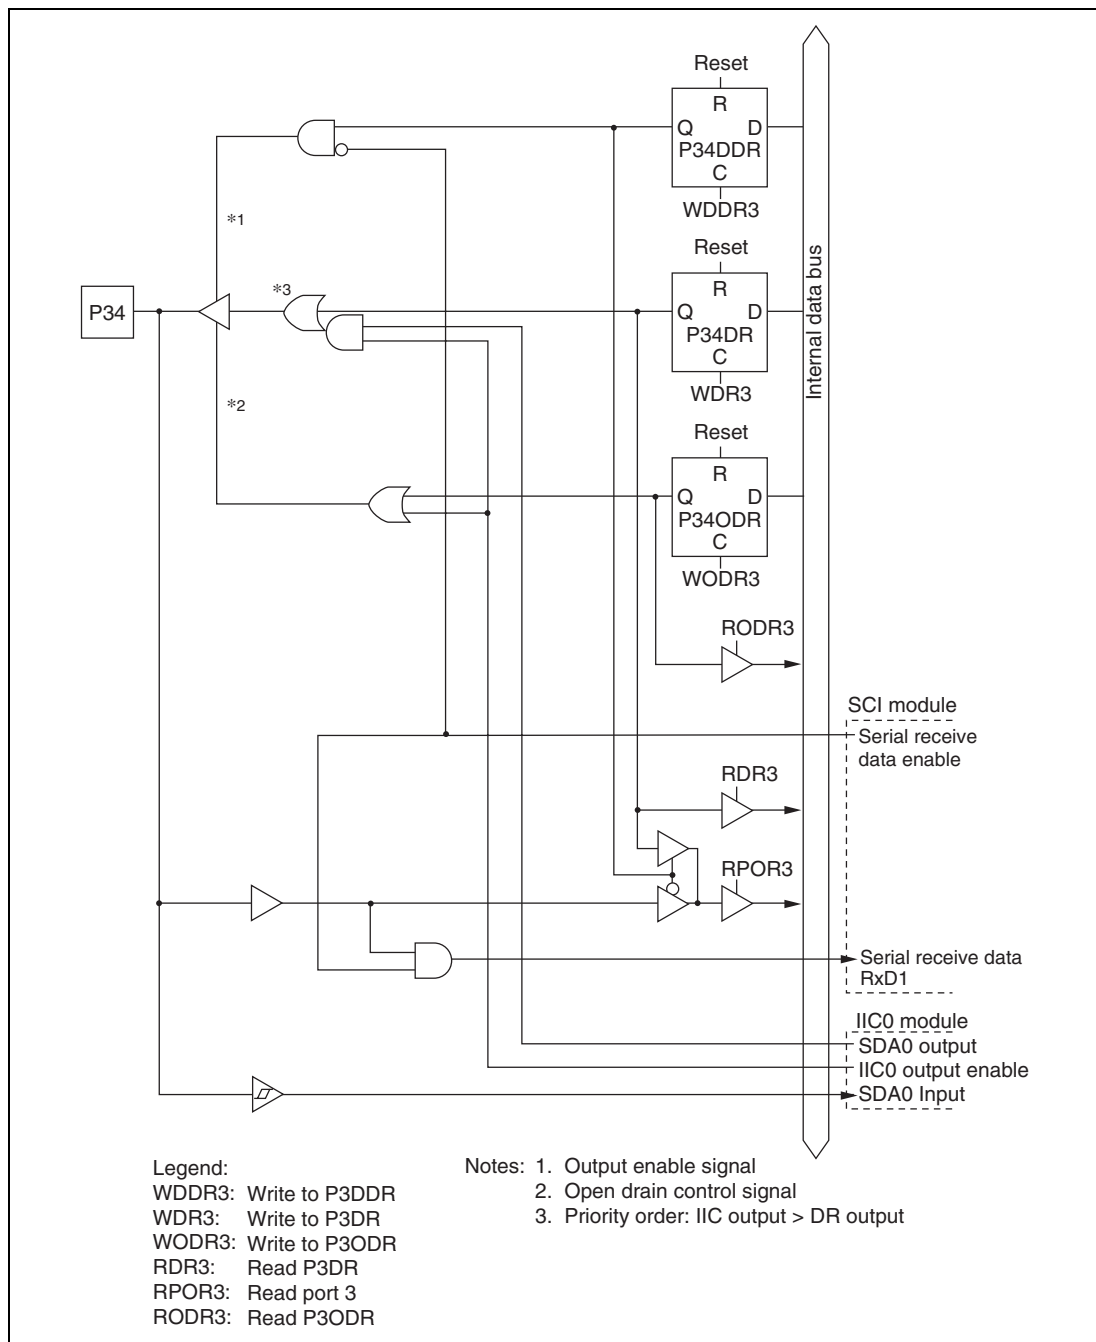 Reset
R
Q D
P34DDR
C
WDDR3
*1
Reset
R
*3
P34
Q D
P34DR
C
WDR3
Internal data bus
*2
Reset
R
Q D
P34ODR
C
WODR3
RODR3
SCI module
Serial receive
data enable
RDR3
RPOR3
Serial receive data
RxD1
IIC0 module
SDA0 output
IIC0 output enable
SDA0 Input
Legend:
WDDR3: Write to P3DDR
WDR3: Write to P3DR
WODR3: Write to P3ODR
RDR3: Read P3DR
RPOR3: Read port 3
RODR3: Read P3ODR
Notes: 1. Output enable signal
2. Open drain control signal
3. Priority order: IIC output > DR output